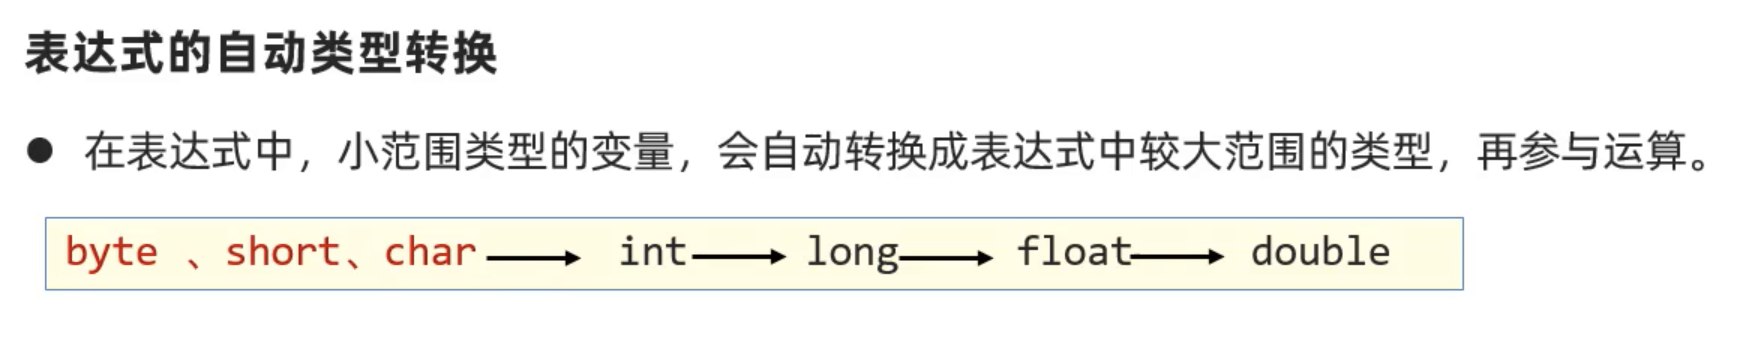 表达式的自动类型转换
● 在表达式中，小范围类型的变量，会自动转换成表达式中较大范围的类型，再参与运算。
byte 、short、char → int → long → float → double